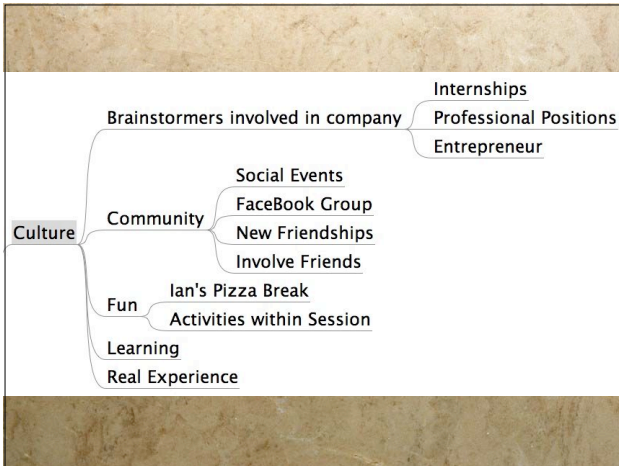 Culture
Brainstormers involved in company
Internships
Professional Positions
Entrepreneur
Community
Social Events
FaceBook Group
New Friendships
Involve Friends
Fun
Ian's Pizza Break
Activities within Session
Learning
Real Experience